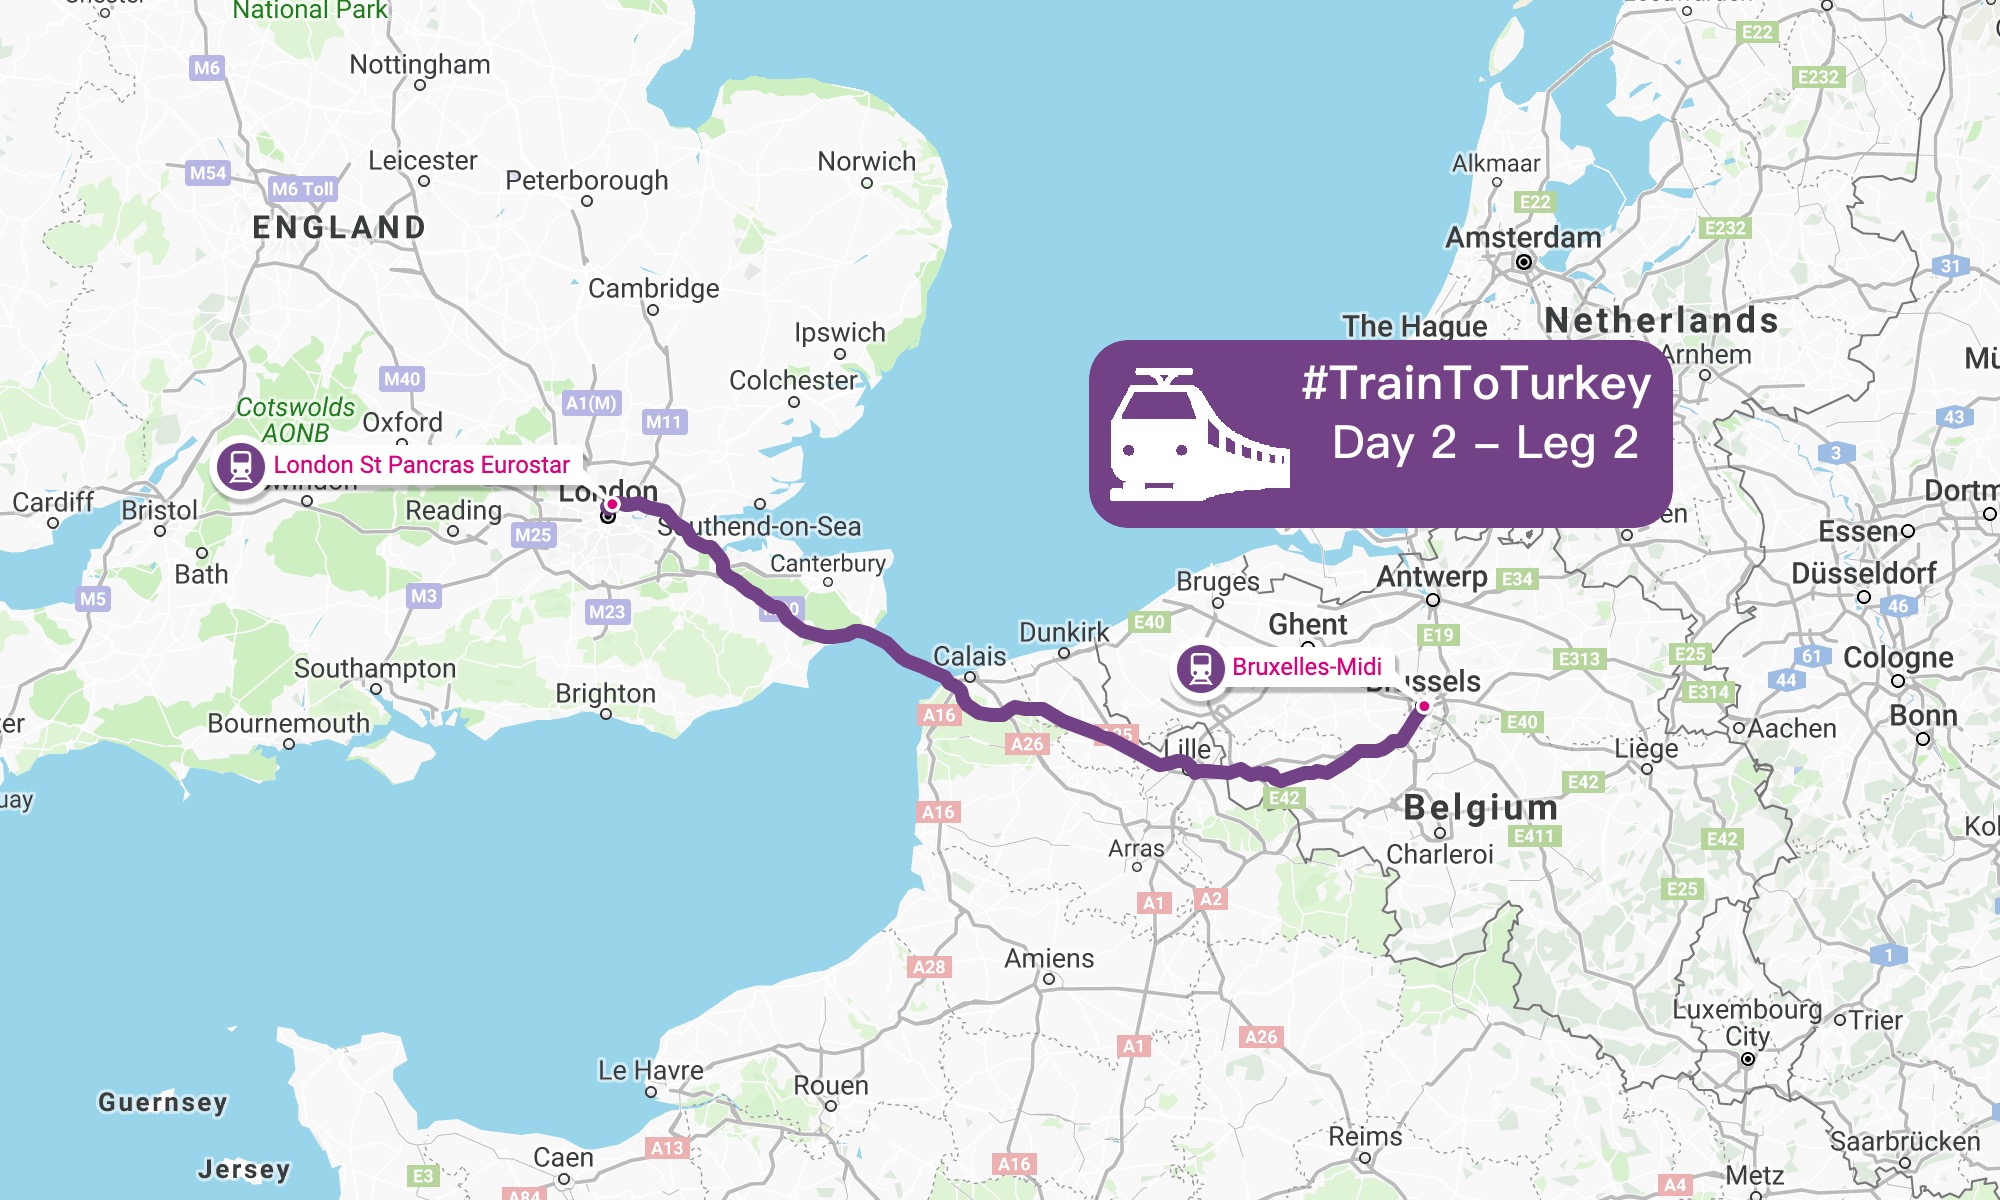 National Park
E22
M6
Nottingham
E232
Leicester
Norwich
Alkmaar
M54
M6 Toll
Peterborough
E22
ENGLAND
Amsterdam
E232
31
Cambridge
The Hague
Netherlands
Ipswich
Arnhem
M40
Colchester
#TrainToTurkey
Cotswolds
AONB
A1(M)
M11
Oxford
Day 2 – Leg 2
43
3
London St Pancras Eurostar
London
Cardiff
Bristol
Reading
M25
Southend-on-Sea
Essen
Bath
Canterbury
Bruges
Antwerp
E34
Düsseldorf
M5
M3
M23
E40
Ghent
46
Dunkirk
E19
Southampton
Calais
Bruxelles-Midi
Brussels
E313
E25
61
Cologne
44
Brighton
E314
Bournemouth
A16
A26
Lille
E40
Liège
Aachen
Bonn
E42
E42
A16
Belgium
E411
E42
Arras
Charleroi
A1
A2
E25
Amiens
A28
1
Luxembourg
City
Trier
A1
A26
Le Havre
Rouen
Guernsey
Jersey
Caen
A13
Reims
Saarbrücken
E3
A16
Metz
A4
A84